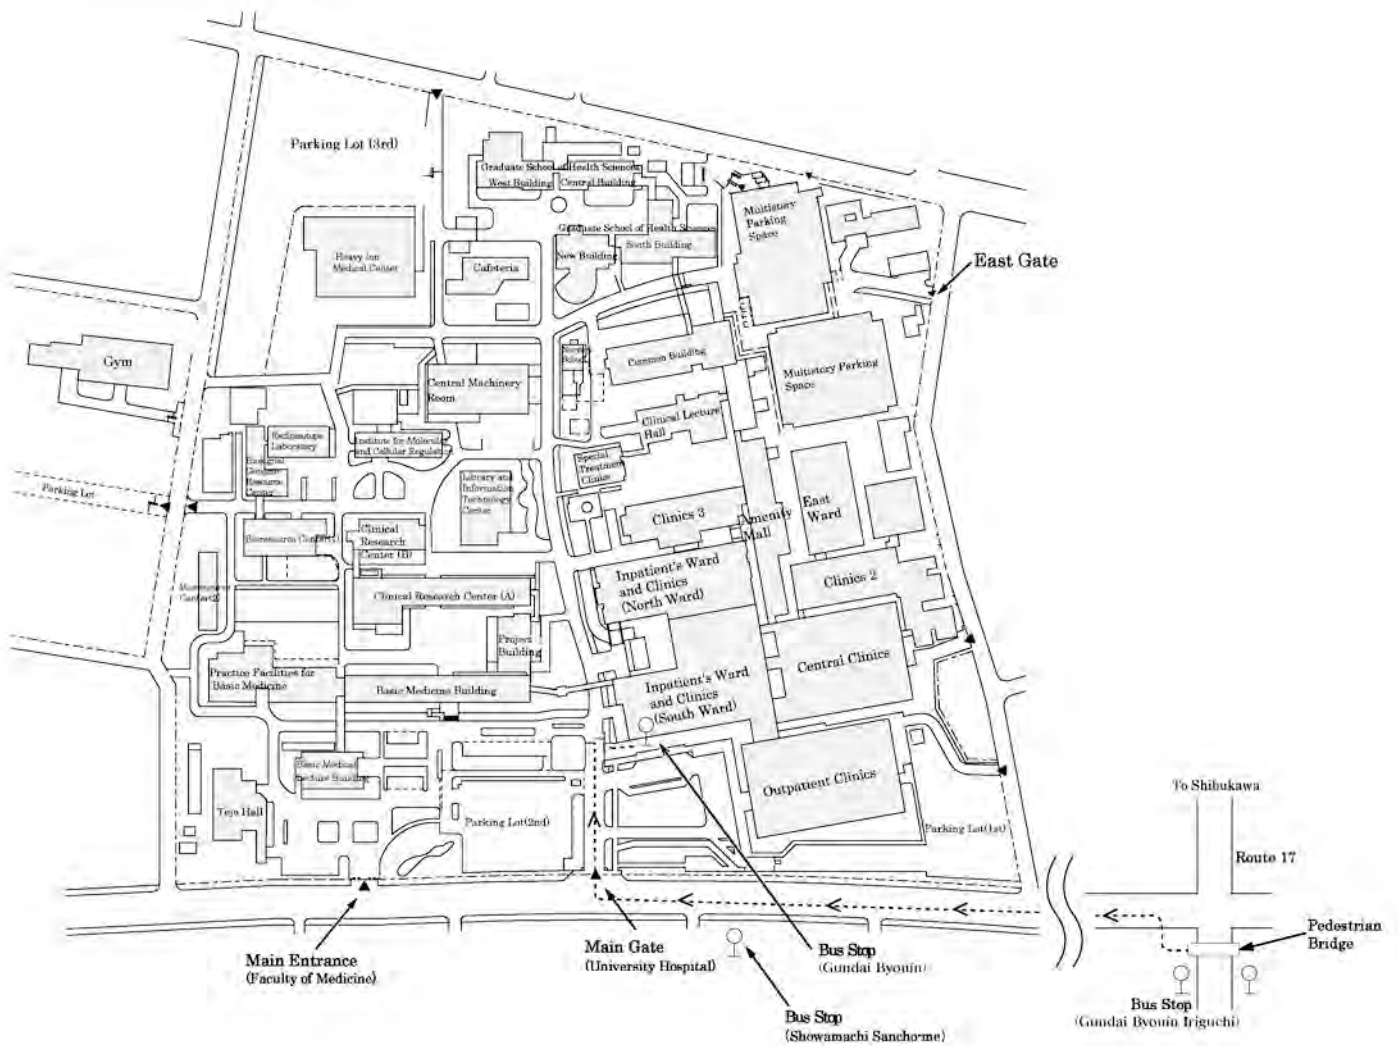 Parking Lot (3rd)
Graduate School of Health Sciences
West Building
Central Building
Multistory
Parking
Space
Graduate School of Health Sciences
South Building
New Building
Heavy Ion
Medical Center
Cafeteria
East Gate
Gym
Common Building
Multistory Parking
Space
Central Machinery
Room
Clinical Lecture
Hall
Laboratory
Institute for Molecular
and Cellular Regulation
Special
Treatment
Clinics
Resource
Center
Library and
Information
Technology
Center
Parking Lot
Clinics 3
Amenity
Mall
East
Ward
Clinical
Research
Center (B)
Inpatient's Ward
and Clinics
(North Ward)
Clinics 2
Clinical Research Center (A)
Project
Building
Central Clinics
Practice Facilities for
Basic Medicine
Basic Medicine Building
Inpatient's Ward
and Clinics
(South Ward)
Basic Medical
Lecture Building
Outpatient Clinics
To Shibukawa
Hall
Parking Lot(2nd)
Parking Lot(1st)
Route 17
Main Entrance
(Faculty of Medicine)
Main Gate
(University Hospital)
Bus Stop
(Gundai Byouin)
Pedestrian
Bridge
Bus Stop
(Gundai Byouin Iriguchi)
Bus Stop
(Showamachi Sancho-me)